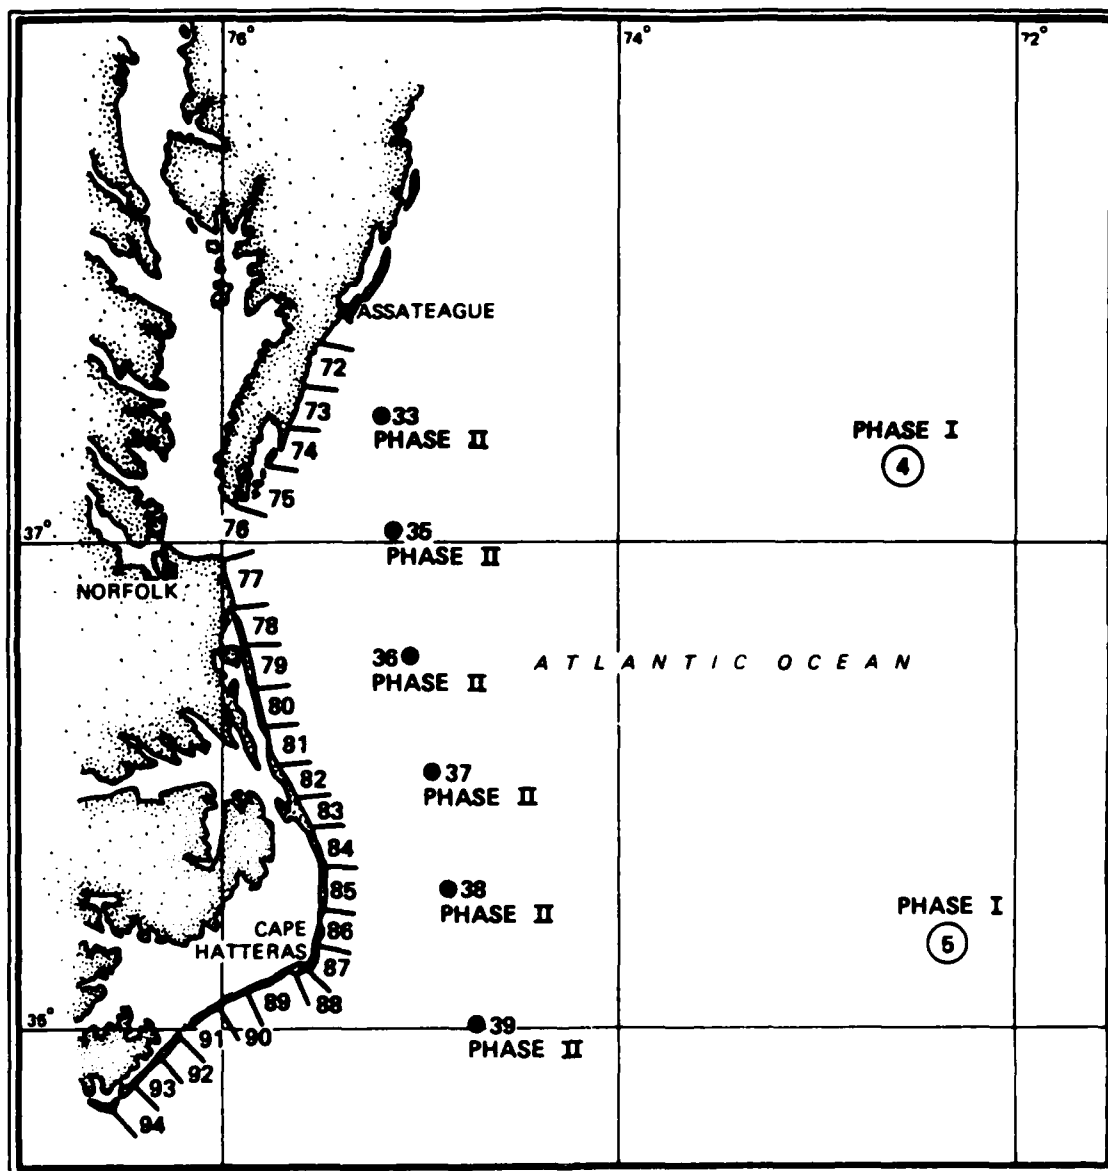 76°
74°
72°
ASSATEAGUE
72
73
33
PHASE II
74
PHASE I
4
75
76
35
37°
PHASE II
77
NORFOLK
78
79
36
PHASE II
ATLANTIC OCEAN
80
81
82
37
PHASE II
83
84
85
38
PHASE II
PHASE I
5
86
CAPE
HATTERAS
87
88
89
90
91
35°
39
PHASE II
92
93
94